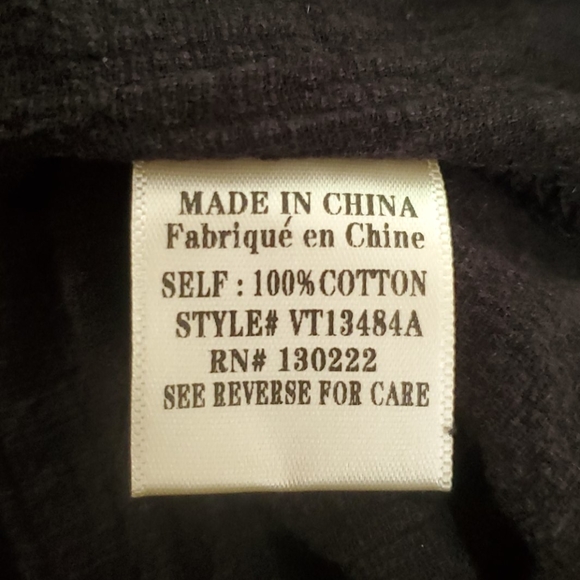 MADE IN CHINA
Fabriqué en Chine
SELF : 100% COTTON
STYLE# VT13484A
RN# 130222
SEE REVERSE FOR CARE